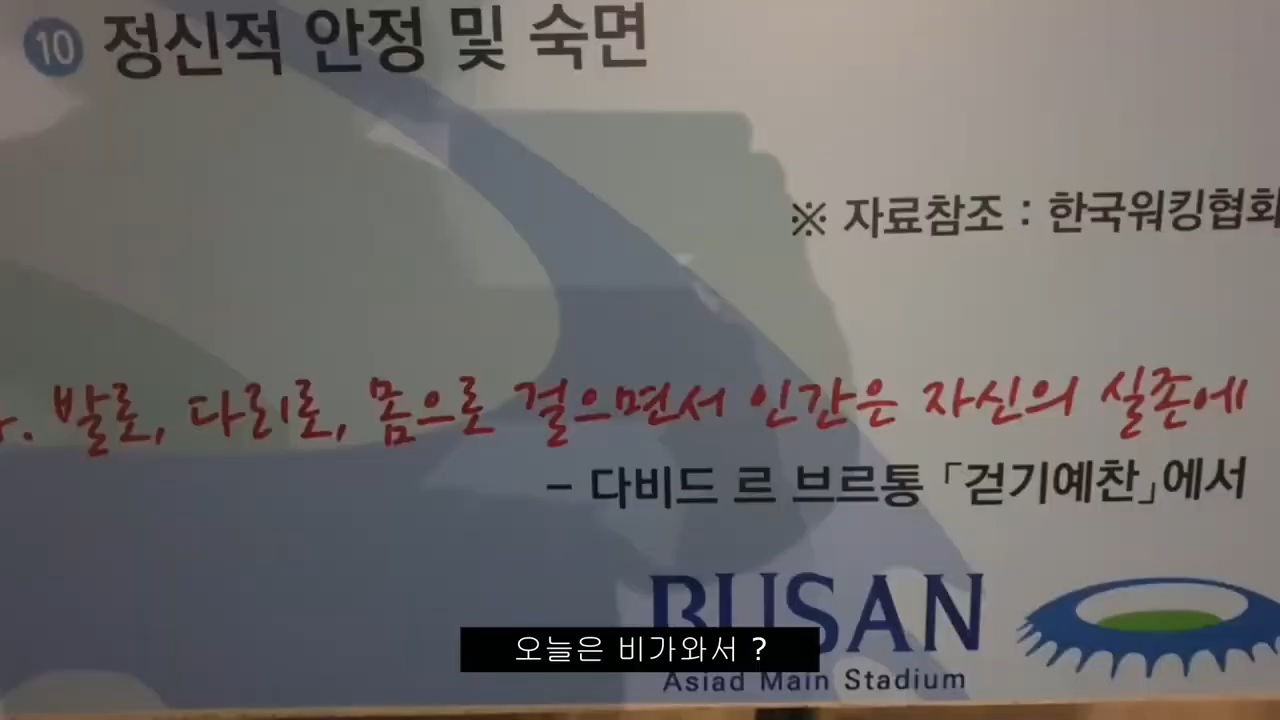 10 정신적 안정 및 숙면
※ 자료참조 : 한국워킹협회
발로, 다리로, 몸으로 걸으면서 인간은 자신의 실존에
- 다비드 르 브르통 「걷기예찬」에서
BUSAN
오늘은 비가와서 ?
Asiad Main Stadium